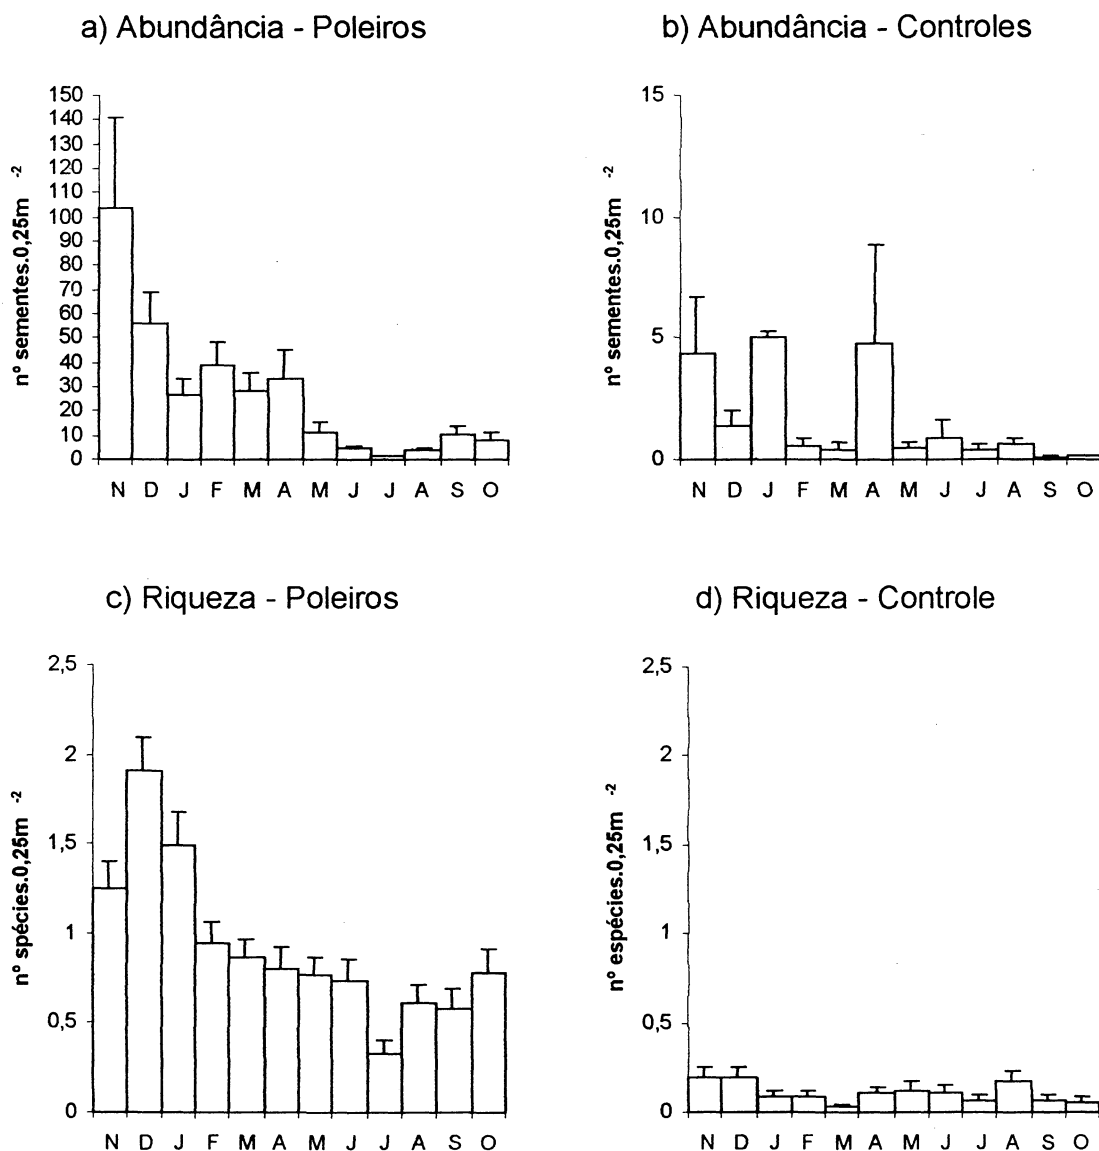 a) Abundância - Poleiros
b) Abundância - Controles
150
140
130
120
110
100
90
80
70
60
50
40
30
20
10
0
nº sementes.0,25m -2
N D J F M A M J J A S O
15
10
5
0
nº sementes.0,25m -2
N D J F M A M J J A S O
c) Riqueza - Poleiros
d) Riqueza - Controle
2,5
2
1,5
1
0,5
0
nº spécies.0,25m -2
N D J F M A M J J A S O
2,5
2
1,5
1
0,5
0
nº espécies.0,25m -2
N D J F M A M J J A S O